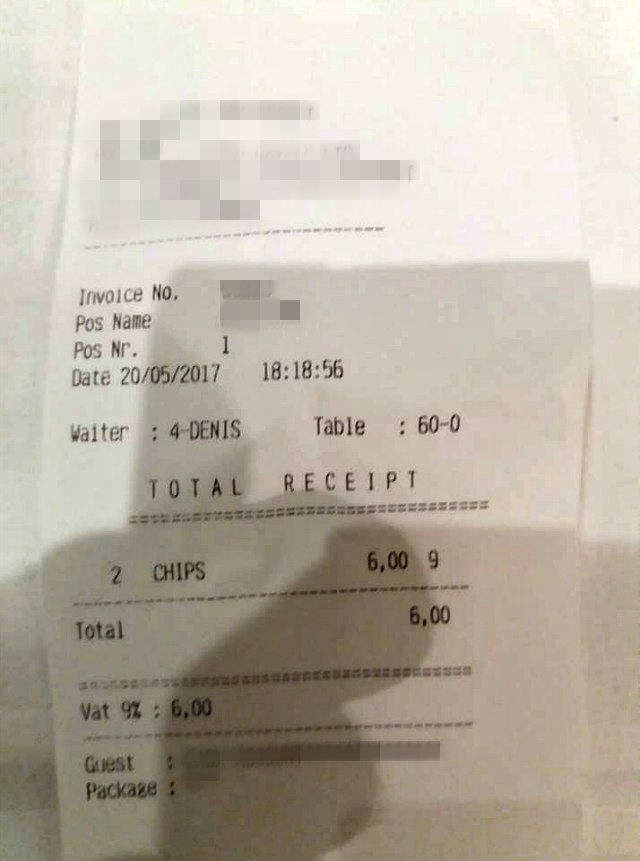 Invoice No.
Pos Name
Pos Nr. 1
Date 20/05/2017 18:18:56
Waiter : 4-DENIS Table : 60-0
TOTAL RECEIPT
2 CHIPS 6,00 9
Total 6,00
Vat 9% : 6,00
Guest :
Package :